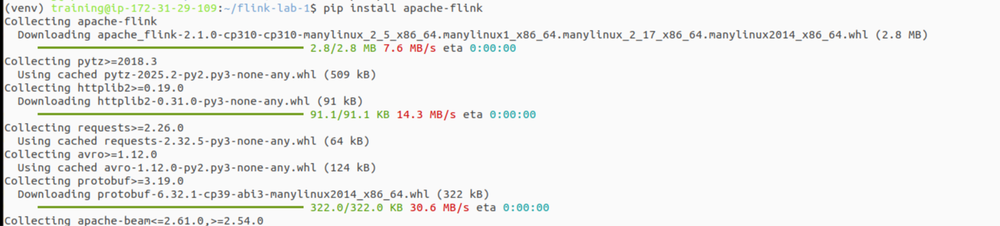 (venv) training@ip-172-31-29-109:~/flink-lab-1$ pip install apache-flink
Collecting apache-flink
  Downloading apache_flink-2.1.0-cp310-cp310-manylinux_2_5_x86_64.manylinux1_x86_64.manylinux_2_17_x86_64.manylinux2014_x86_64.whl (2.8 MB)
2.8/2.8 MB 7.6 MB/s eta 0:00:00
Collecting pytz>=2018.3
  Using cached pytz-2025.2-py2.py3-none-any.whl (509 kB)
Collecting httplib2>=0.19.0
  Downloading httplib2-0.31.0-py3-none-any.whl (91 kB)
91.1/91.1 KB 14.3 MB/s eta 0:00:00
Collecting requests>=2.26.0
  Using cached requests-2.32.5-py3-none-any.whl (64 kB)
Collecting avro>=1.12.0
  Using cached avro-1.12.0-py2.py3-none-any.whl (124 kB)
Collecting protobuf>=3.19.0
  Downloading protobuf-6.32.1-cp39-abi3-manylinux2014_x86_64.whl (322 kB)
322.0/322.0 KB 30.6 MB/s eta 0:00:00
Collecting apache-beam<=2.61.0,>=2.54.0